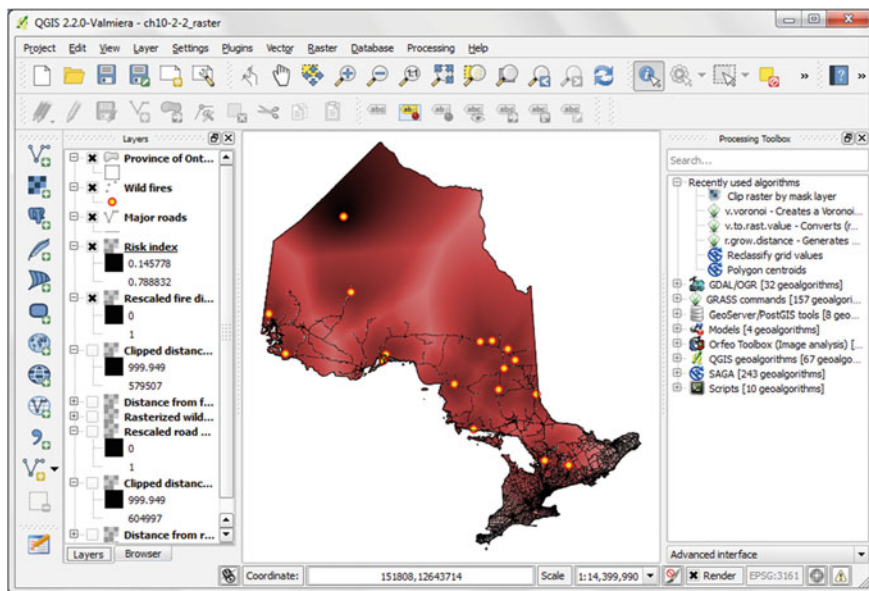 QGIS 2.2.0-Valmiera - ch10-2-2_raster
Project Edit View Layer Settings Plugins Vector Raster Database Processing Help
Layers
Province of Ont...
Wild fires
Major roads
Risk index
0.145778
0.788832
Rescaled fire di...
0
1
Clipped distanc...
999.949
579507
Distance from f...
Rasterized wild...
Rescaled road ...
0
1
Clipped distanc...
999.949
604997
Distance from r...
Layers Browser
Processing Toolbox
Search...
Recently used algorithms
Clip raster by mask layer
v.voronoi - Creates a Voronoi...
v.to.rast.value - Converts (r...
r.grow.distance - Generates ...
Reclassify grid values
Polygon centroids
GDAL/OGR [32 geoalgorithms]
GRASS commands [157 geoalgori...
GeoServer/PostGIS tools [8 geo...
Models [4 geoalgorithms]
Orfeo Toolbox (Image analysis) [...
QGIS geoalgorithms [67 geoalgo...
SAGA [243 geoalgorithms]
Scripts [10 geoalgorithms]
Advanced interface
Coordinate: 151808,12643714 Scale 1:14,399,990 Render EPSG:3161